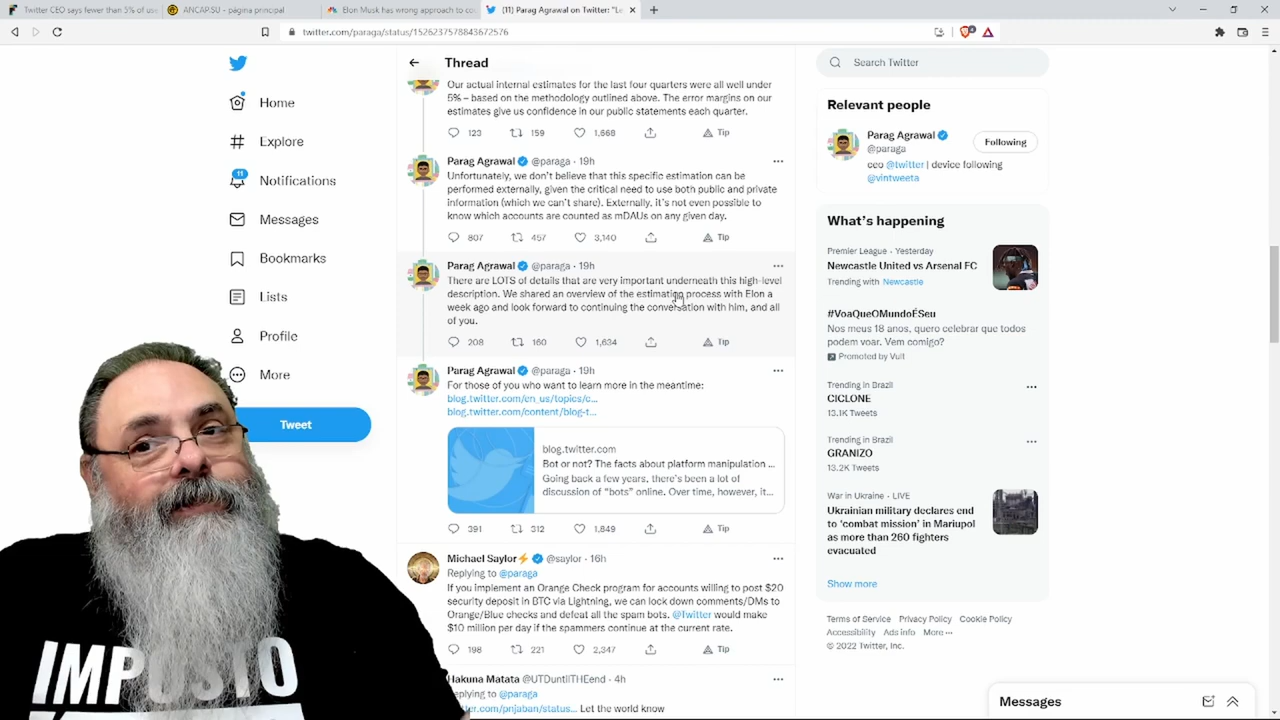 Twitter CEO says fewer than 5% of use
ANCAP.SU - página principal
Elon Musk has wrong approach to co
(11) Parag Agrawal on Twitter: "Le
twitter.com/paraga/status/1526237578843672576
Home
Explore
11
Notifications
Messages
Bookmarks
Lists
Profile
More
Tweet
Thread
Our actual internal estimates for the last four quarters were all well under
5% – based on the methodology outlined above. The error margins on our
estimates give us confidence in our public statements each quarter.
123 159 1,668 Tip
Parag Agrawal @paraga · 19h
Unfortunately, we don't believe that this specific estimation can be
performed externally, given the critical need to use both public and private
information (which we can't share). Externally, it's not even possible to
know which accounts are counted as mDAUs on any given day.
807 457 3,140 Tip
Parag Agrawal @paraga · 19h
There are LOTS of details that are very important underneath this high-level
description. We shared an overview of the estimation process with Elon a
week ago and look forward to continuing the conversation with him, and all
of you.
208 160 1,634 Tip
Parag Agrawal @paraga · 19h
For those of you who want to learn more in the meantime:
blog.twitter.com/en_us/topics/c...
blog.twitter.com/content/blog-t...
blog.twitter.com
Bot or not? The facts about platform manipulation ...
Going back a few years, there's been a lot of
discussion of "bots" online. Over time, however, it...
391 312 1,849 Tip
Michael Saylor⚡ @saylor · 16h
Replying to @paraga
If you implement an Orange Check program for accounts willing to post $20
security deposit in BTC via Lightning, we can lock down comments/DMs to
Orange/Blue checks and defeat all the spam bots. @Twitter would make
$10 million per day if the spammers continue at the current rate.
198 221 2,347 Tip
Hakuna Matata @UTDuntilTHEend · 4h
Replying to @paraga
twitter.com/pnjaban/status... Let the world know
Search Twitter
Relevant people
Parag Agrawal
@paraga
Following
ceo @twitter | device following
@vintweeta
What's happening
Premier League · Yesterday
Newcastle United vs Arsenal FC
Trending with Newcastle
#VoaQueOMundoÉSeu
Nos meus 18 anos, quero celebrar que todos
podem voar. Vem comigo?
Promoted by Vult
Trending in Brazil
CICLONE
13.1K Tweets
Trending in Brazil
GRANIZO
13.2K Tweets
War in Ukraine · LIVE
Ukrainian military declares end
to 'combat mission' in Mariupol
as more than 260 fighters
evacuated
Show more
Terms of Service Privacy Policy Cookie Policy
Accessibility Ads info More ···
© 2022 Twitter, Inc.
Messages
IMPOSTO